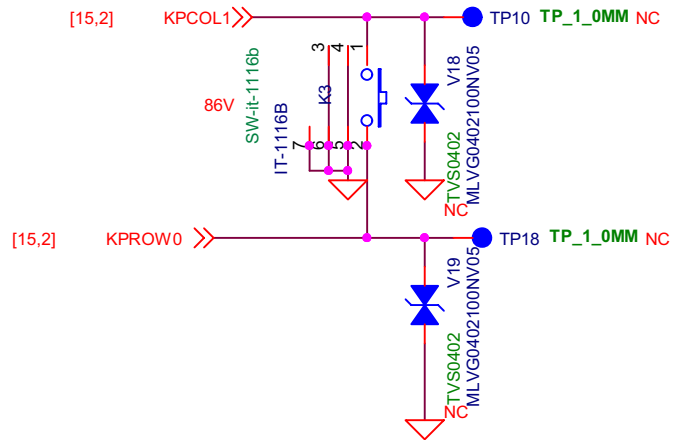 [15,2] KPCOL1 TP10 TP_1_0MM NC
3 4 1
86V SW-it-1116b IT-1116B K3
7 6 5 2
V18
TVS0402
MLVG0402100NV05
NC
[15,2] KPROW0 TP18 TP_1_0MM NC
V19
TVS0402
MLVG0402100NV05
NC